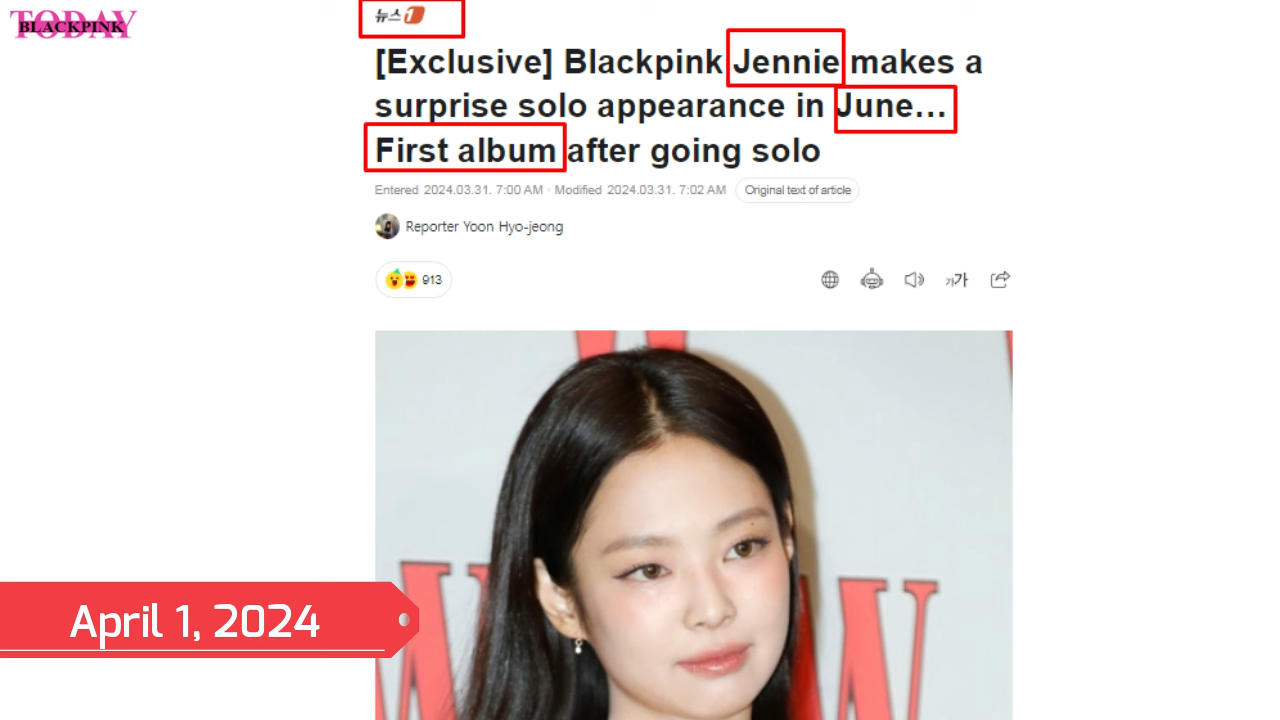 TODAY
BLACKPINK
뉴스1
[Exclusive] Blackpink Jennie makes a
surprise solo appearance in June...
First album after going solo
Entered 2024.03.31. 7:00 AM · Modified 2024.03.31. 7:02 AM Original text of article
Reporter Yoon Hyo-jeong
913 가가
W W W
April 1, 2024